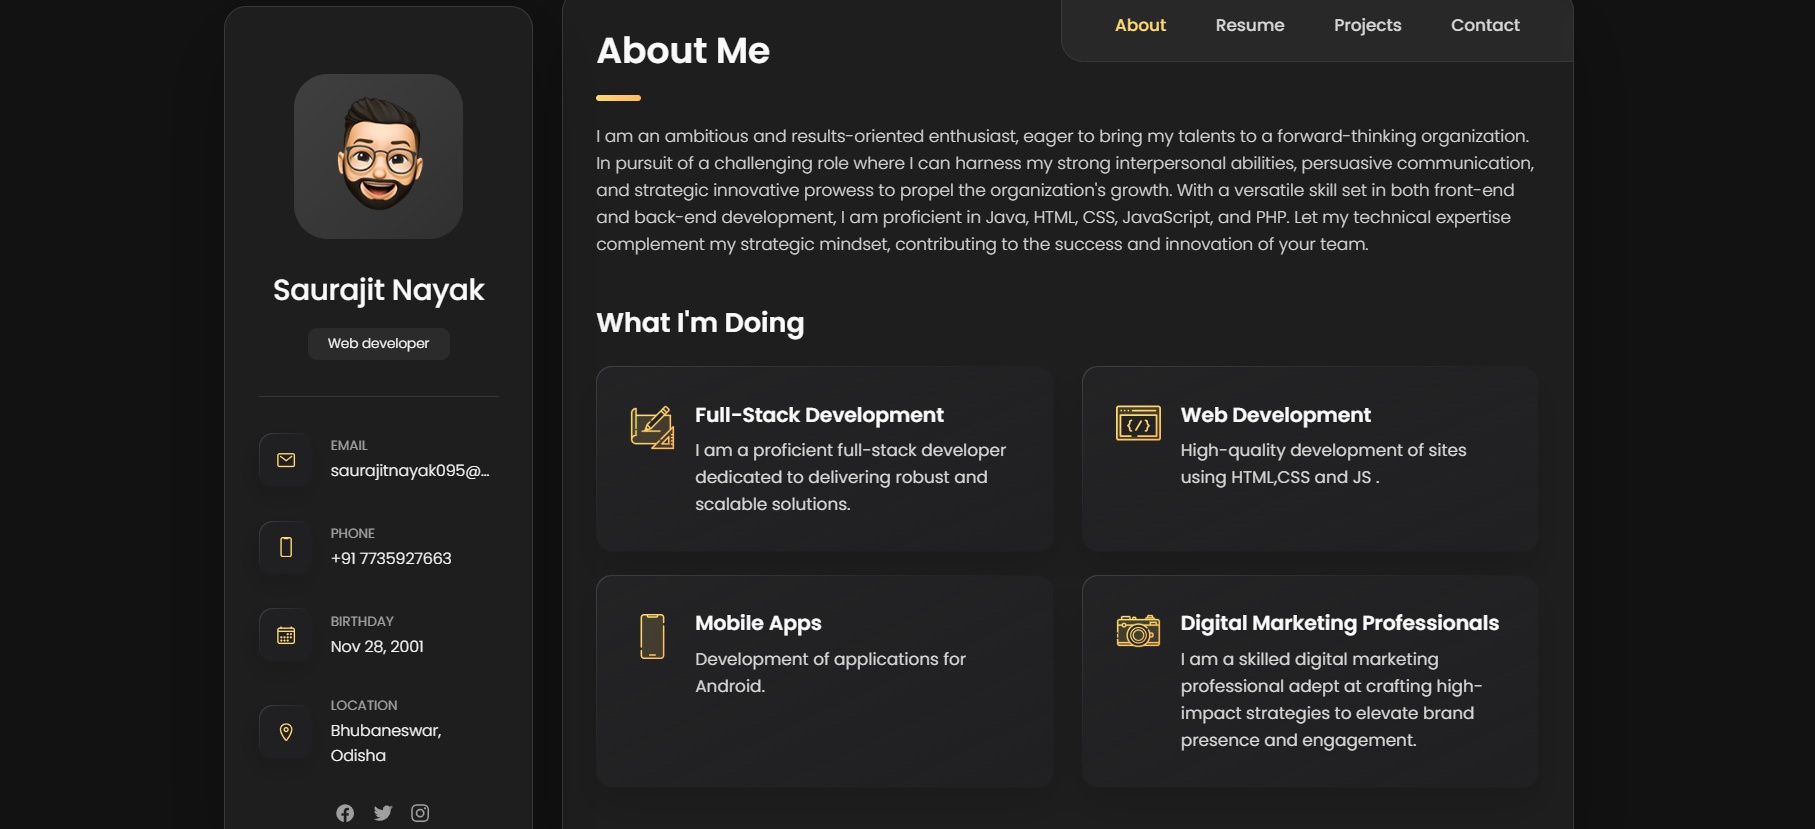 Saurajit Nayak
Web developer
EMAIL
saurajitnayak095@...
PHONE
+91 7735927663
BIRTHDAY
Nov 28, 2001
LOCATION
Bhubaneswar,
Odisha
About
Resume
Projects
Contact
About Me
I am an ambitious and results-oriented enthusiast, eager to bring my talents to a forward-thinking organization.
In pursuit of a challenging role where I can harness my strong interpersonal abilities, persuasive communication,
and strategic innovative prowess to propel the organization's growth. With a versatile skill set in both front-end
and back-end development, I am proficient in Java, HTML, CSS, JavaScript, and PHP. Let my technical expertise
complement my strategic mindset, contributing to the success and innovation of your team.
What I'm Doing
Full-Stack Development
I am a proficient full-stack developer
dedicated to delivering robust and
scalable solutions.
Web Development
High-quality development of sites
using HTML,CSS and JS .
Mobile Apps
Development of applications for
Android.
Digital Marketing Professionals
I am a skilled digital marketing
professional adept at crafting high-
impact strategies to elevate brand
presence and engagement.